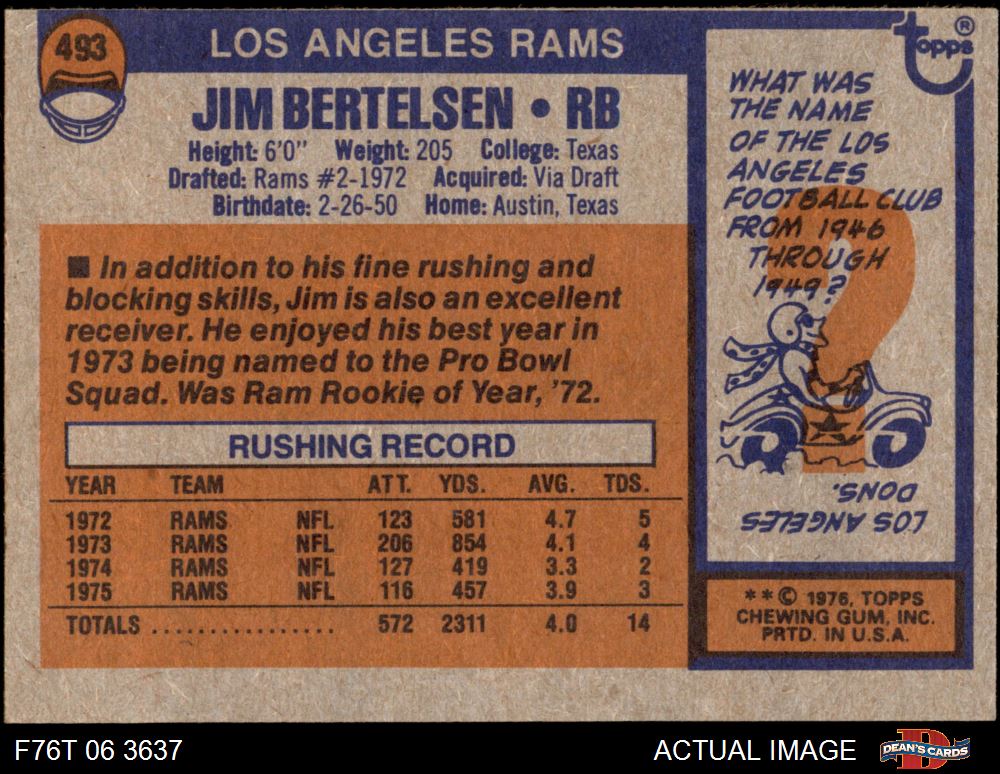 493
LOS ANGELES RAMS
JIM BERTELSEN • RB
Height: 6'0" Weight: 205 College: Texas
Drafted: Rams #2-1972 Acquired: Via Draft
Birthdate: 2-26-50 Home: Austin, Texas
■ In addition to his fine rushing and
blocking skills, Jim is also an excellent
receiver. He enjoyed his best year in
1973 being named to the Pro Bowl
Squad. Was Ram Rookie of Year, '72.
RUSHING RECORD
YEAR TEAM ATT. YDS. AVG. TDS.
1972 RAMS NFL 123 581 4.7 5
1973 RAMS NFL 206 854 4.1 4
1974 RAMS NFL 127 419 3.3 2
1975 RAMS NFL 116 457 3.9 3
TOTALS ................. 572 2311 4.0 14
Topps ®
WHAT WAS
THE NAME
OF THE LOS
ANGELES
FOOTBALL CLUB
FROM 1946
THROUGH
1949?
?
LOS ANGELES
DONS.
**© 1976, TOPPS
CHEWING GUM, INC.
PRTD. IN U.S.A.
F76T 06 3637
ACTUAL IMAGE
DEAN'S CARDS